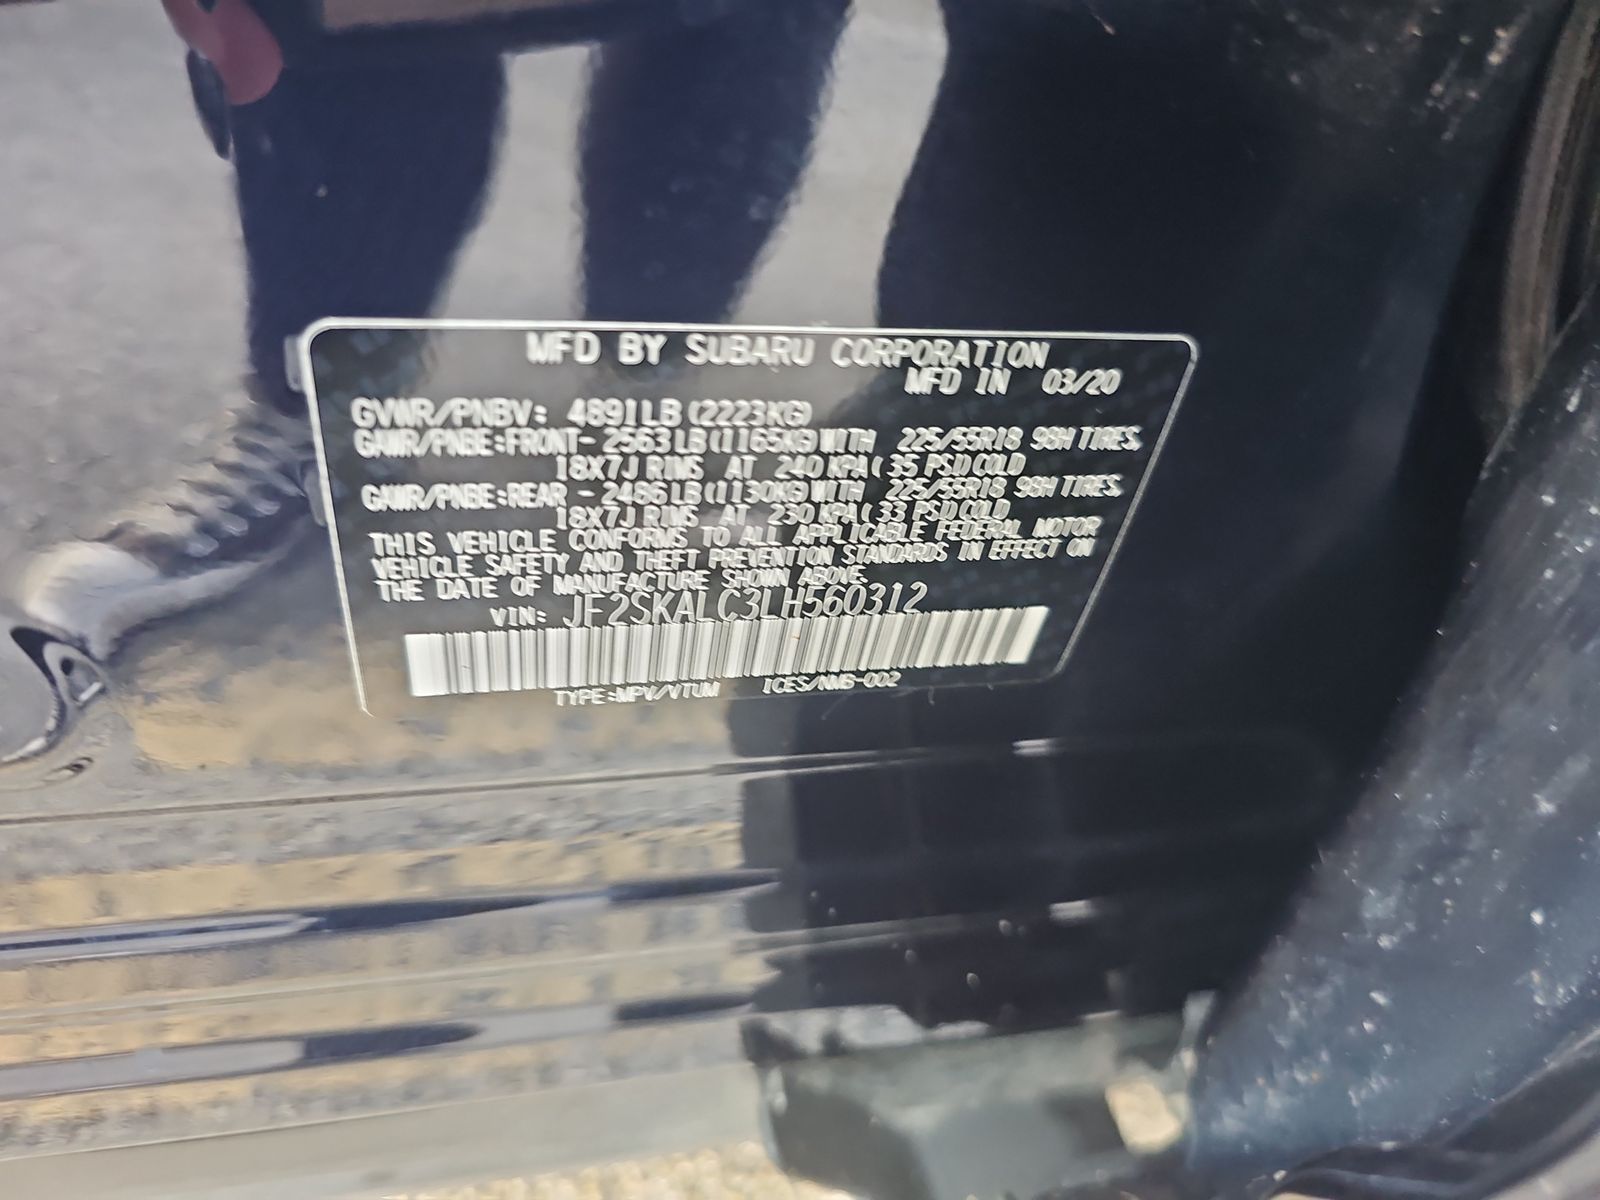 MFD BY SUBARU CORPORATION
MFD IN 03/20
GVWR/PNBV: 4891LB(2223KG)
GAWR/PNBE:FRONT- 2563LB(1165KG)WITH 225/55R18 98H TIRES.
18X7J RIMS AT 240 KPA( 35 PSI)COLD
GAWR/PNBE:REAR - 2486LB(1130KG)WITH 225/55R18 98H TIRES.
18X7J RIMS AT 230 KPA( 33 PSI)COLD
THIS VEHICLE CONFORMS TO ALL APPLICABLE FEDERAL MOTOR
VEHICLE SAFETY AND THEFT PREVENTION STANDARDS IN EFFECT ON
THE DATE OF MANUFACTURE SHOWN ABOVE.
VIN: JF2SKALC3LH560312
TYPE:MPV/VTUM ICES/NMB-002